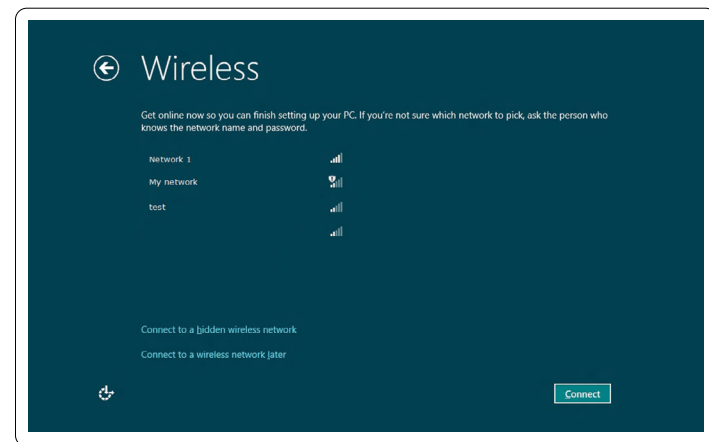 Wireless
Get online now so you can finish setting up your PC. If you're not sure which network to pick, ask the person who
knows the network name and password.
Network 1
My network
test
Connect to a hidden wireless network
Connect to a wireless network later
Connect